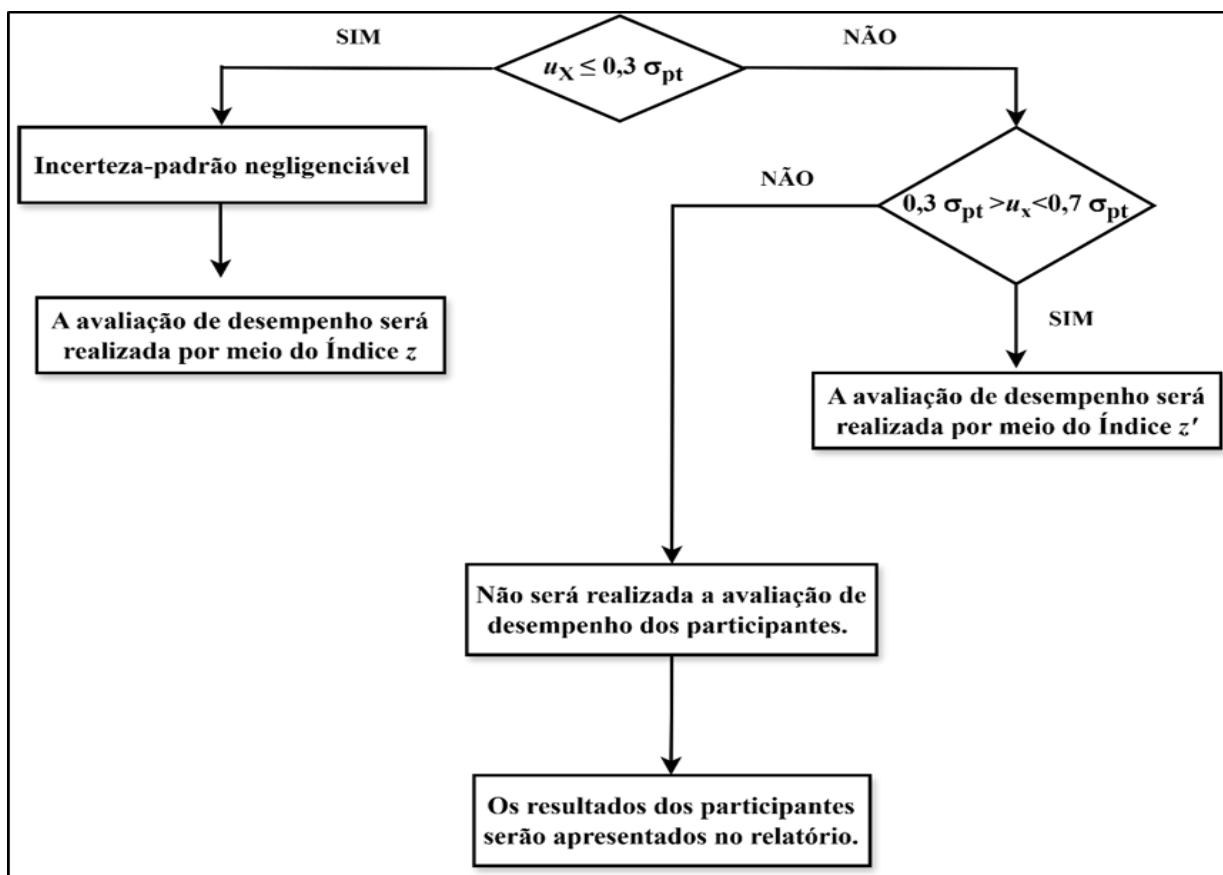 SIM
NÃO
u_X ≤ 0,3 σ_pt
Incerteza-padrão negligenciável
NÃO
0,3 σ_pt >u_x<0,7 σ_pt
A avaliação de desempenho será
realizada por meio do Índice z
SIM
A avaliação de desempenho será
realizada por meio do Índice z'
Não será realizada a avaliação de
desempenho dos participantes.
Os resultados dos participantes
serão apresentados no relatório.